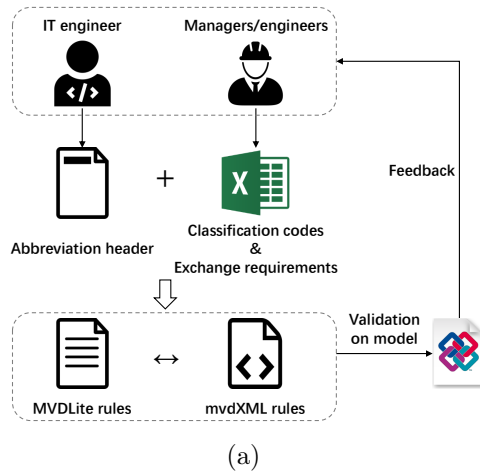 IT engineer
Managers/engineers
</>
Feedback
+
X
Abbreviation header
Classification codes
&
Exchange requirements
Validation
on model
MVDLite rules
mvdXML rules
(a)